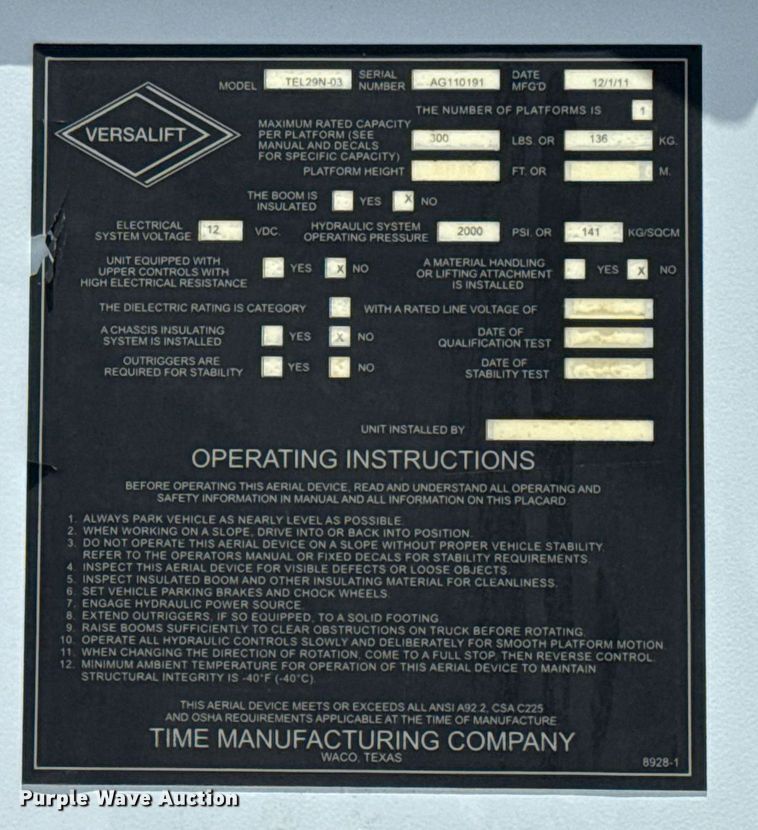 MODEL TEL29N-03 SERIAL NUMBER AG110191 DATE MFG'D 12/1/11
VERSALIFT
THE NUMBER OF PLATFORMS IS 1
MAXIMUM RATED CAPACITY
PER PLATFORM (SEE
MANUAL AND DECALS
FOR SPECIFIC CAPACITY) 300 LBS. OR 136 KG.
PLATFORM HEIGHT FT. OR M.
THE BOOM IS
INSULATED YES X NO
ELECTRICAL
SYSTEM VOLTAGE 12 VDC.
HYDRAULIC SYSTEM
OPERATING PRESSURE 2000 PSI. OR 141 KG/SQCM
UNIT EQUIPPED WITH
UPPER CONTROLS WITH
HIGH ELECTRICAL RESISTANCE YES X NO
A MATERIAL HANDLING
OR LIFTING ATTACHMENT
IS INSTALLED YES X NO
THE DIELECTRIC RATING IS CATEGORY WITH A RATED LINE VOLTAGE OF
A CHASSIS INSULATING
SYSTEM IS INSTALLED YES X NO
DATE OF
QUALIFICATION TEST
OUTRIGGERS ARE
REQUIRED FOR STABILITY YES NO
DATE OF
STABILITY TEST
UNIT INSTALLED BY
OPERATING INSTRUCTIONS
BEFORE OPERATING THIS AERIAL DEVICE, READ AND UNDERSTAND ALL OPERATING AND
SAFETY INFORMATION IN MANUAL AND ALL INFORMATION ON THIS PLACARD.
1. ALWAYS PARK VEHICLE AS NEARLY LEVEL AS POSSIBLE.
2. WHEN WORKING ON A SLOPE, DRIVE INTO OR BACK INTO POSITION.
3. DO NOT OPERATE THIS AERIAL DEVICE ON A SLOPE WITHOUT PROPER VEHICLE STABILITY.
REFER TO THE OPERATORS MANUAL OR FIXED DECALS FOR STABILITY REQUIREMENTS.
4. INSPECT THIS AERIAL DEVICE FOR VISIBLE DEFECTS OR LOOSE OBJECTS.
5. INSPECT INSULATED BOOM AND OTHER INSULATING MATERIAL FOR CLEANLINESS.
6. SET VEHICLE PARKING BRAKES AND CHOCK WHEELS.
7. ENGAGE HYDRAULIC POWER SOURCE.
8. EXTEND OUTRIGGERS, IF SO EQUIPPED, TO A SOLID FOOTING.
9. RAISE BOOMS SUFFICIENTLY TO CLEAR OBSTRUCTIONS ON TRUCK BEFORE ROTATING.
10. OPERATE ALL HYDRAULIC CONTROLS SLOWLY AND DELIBERATELY FOR SMOOTH PLATFORM MOTION.
11. WHEN CHANGING THE DIRECTION OF ROTATION, COME TO A FULL STOP, THEN REVERSE CONTROL.
12. MINIMUM AMBIENT TEMPERATURE FOR OPERATION OF THIS AERIAL DEVICE TO MAINTAIN
STRUCTURAL INTEGRITY IS -40°F (-40°C).
THIS AERIAL DEVICE MEETS OR EXCEEDS ALL ANSI A92.2, CSA C225
AND OSHA REQUIREMENTS APPLICABLE AT THE TIME OF MANUFACTURE
TIME MANUFACTURING COMPANY
WACO, TEXAS
8928-1
Purple Wave Auction